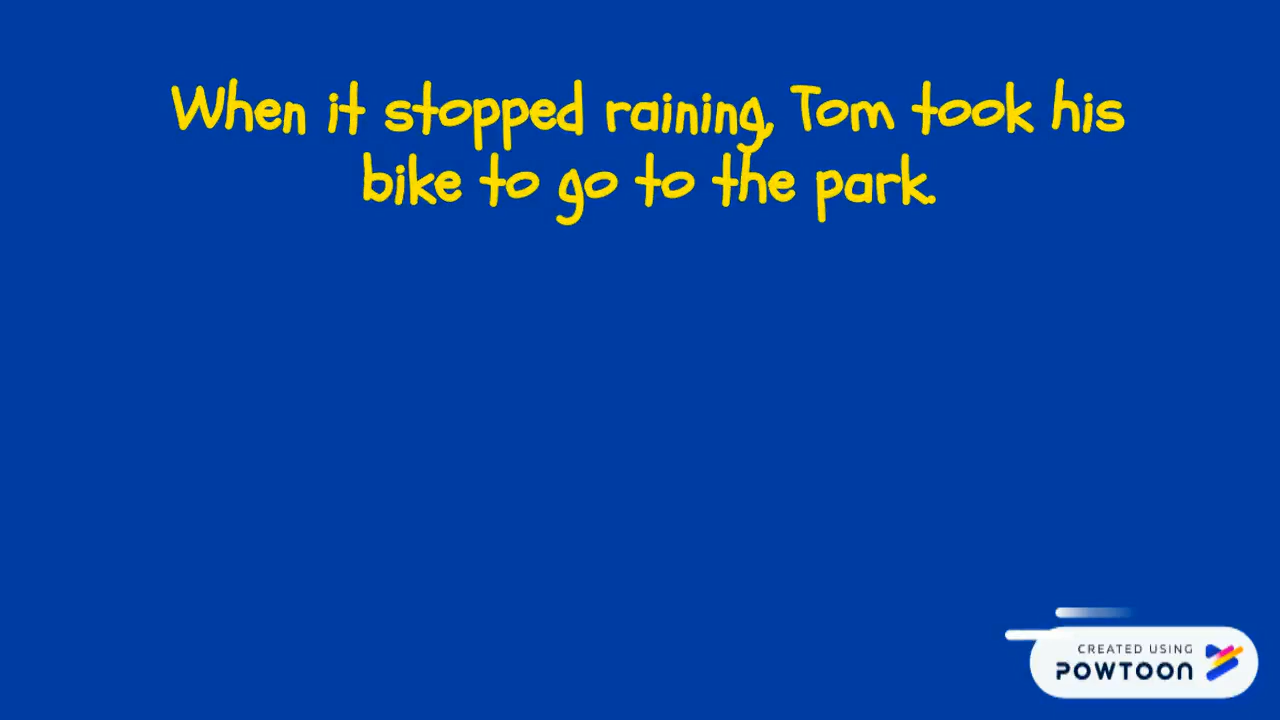 When it stopped raining, Tom took his
bike to go to the park.
CREATED USING
POWTOON